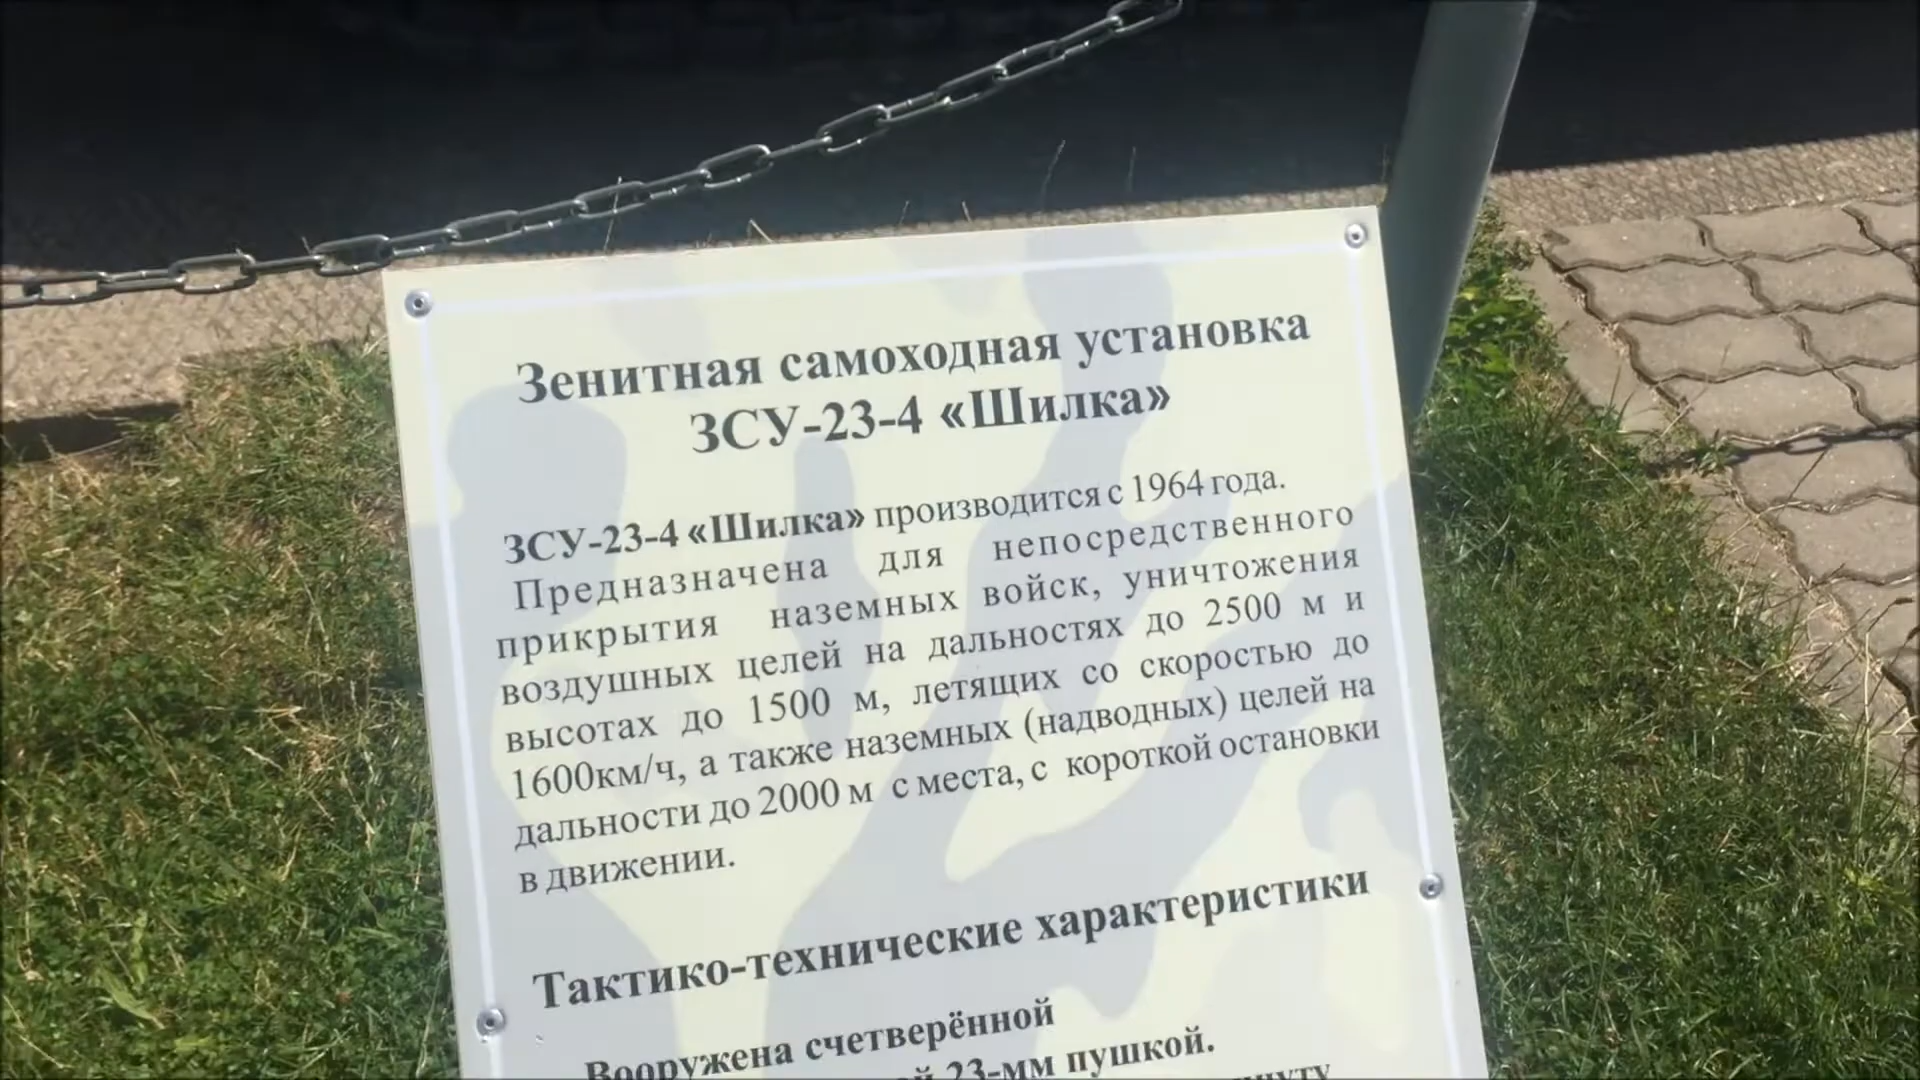 Зенитная самоходная установка
ЗСУ-23-4 «Шилка»
ЗСУ-23-4 «Шилка» производится с 1964 года.
Предназначена для непосредственного
прикрытия наземных войск, уничтожения
воздушных целей на дальностях до 2500 м и
высотах до 1500 м, летящих со скоростью до
1600км/ч, а также наземных (надводных) целей на
дальности до 2000 м с места, с короткой остановки
в движении.
Тактико-технические характеристики
Вооружена счетверённой
23-мм пушкой.